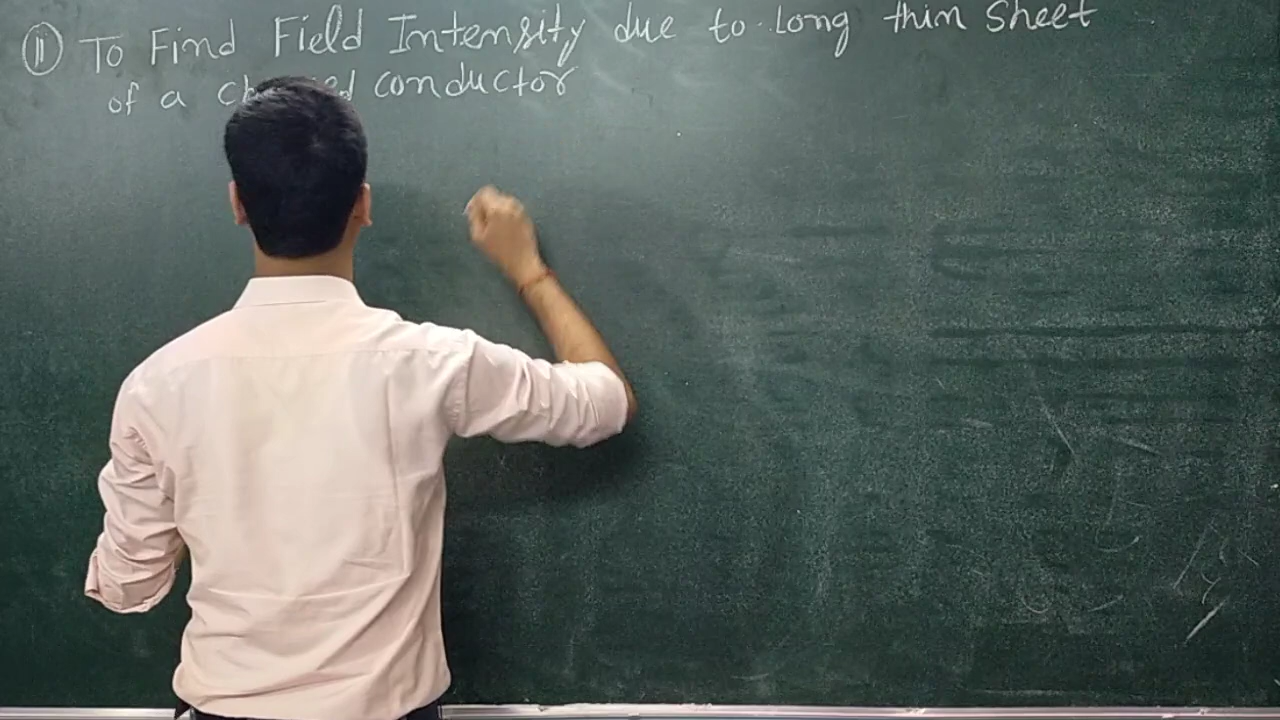 (11) To Find Field Intensity due to Long thin Sheet
of a conductor